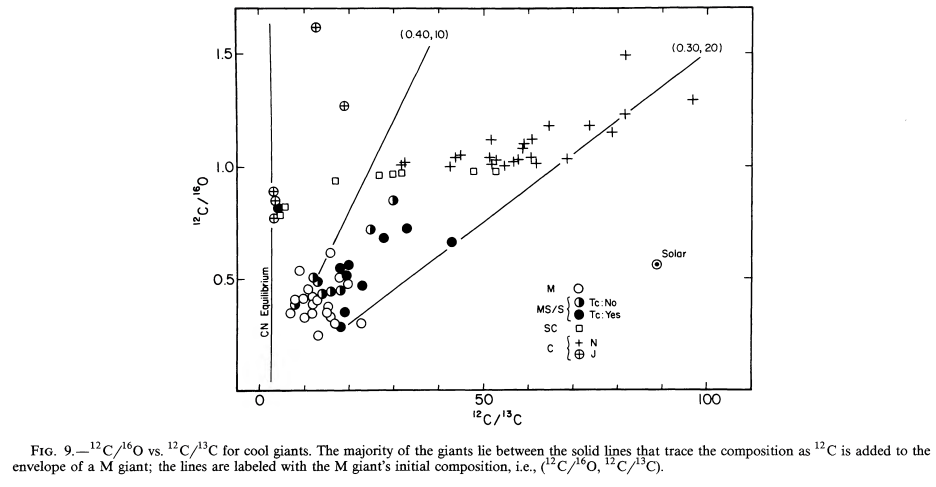 1.5
1.0
0.5
¹²C/¹⁶O
0
50
100
¹²C/¹³C
CN Equilibrium
(0.40, 10)
(0.30, 20)
Solar
M
MS/S { Tc: No
Tc: Yes
SC
C { N
J
FIG. 9.—¹²C/¹⁶O vs. ¹²C/¹³C for cool giants. The majority of the giants lie between the solid lines that trace the composition as ¹²C is added to the
envelope of a M giant; the lines are labeled with the M giant's initial composition, i.e., (¹²C/¹⁶O, ¹²C/¹³C).